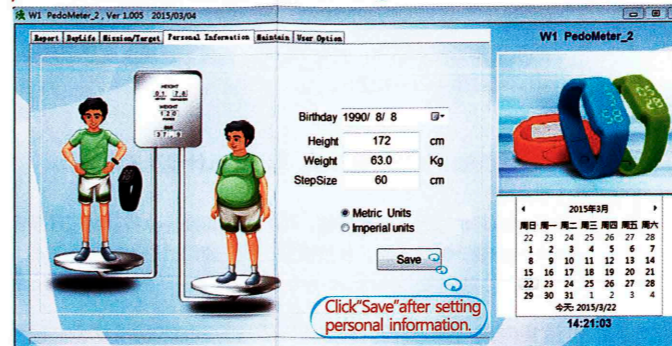 W1 PedoMeter_2 , Ver 1.005 2015/03/04
Report DayLife Mission/Target Personal Information Maintain User Option
HEIGHT
WEIGHT
Birthday 1990/ 8/ 8
Height 172 cm
Weight 63.0 Kg
StepSize 60 cm
Metric Units
Imperial units
Save
Click"Save"after setting
personal information.
W1 PedoMeter_2
2015年3月
周日 周一 周二 周三 周四 周五 周六
22 23 24 25 26 27 28
1 2 3 4 5 6 7
8 9 10 11 12 13 14
15 16 17 18 19 20 21
22 23 24 25 26 27 28
29 30 31 1 2 3 4
今天: 2015/3/22
14:21:03